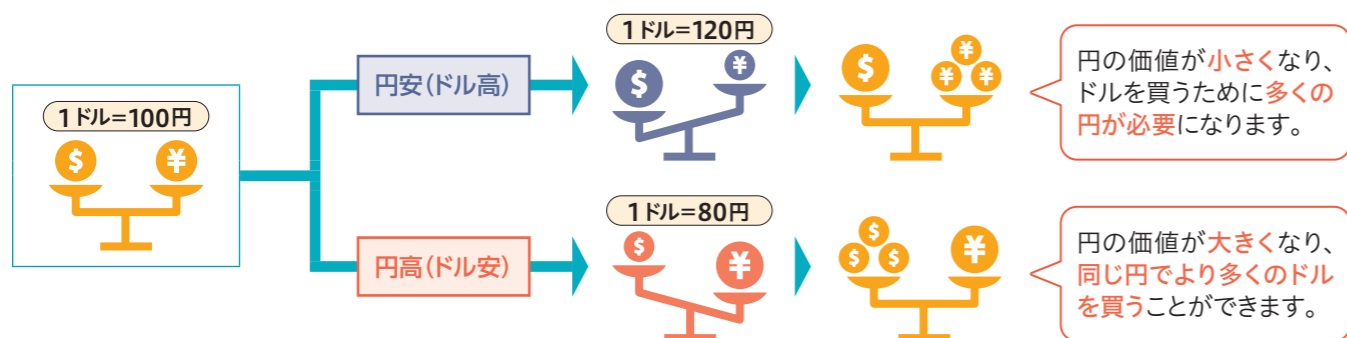 1ドル=100円
$ ¥
円安(ドル高)
1ドル=120円
$ ¥
$ ¥ ¥ ¥
円の価値が小さくなり、
ドルを買うために多くの
円が必要になります。
円高(ドル安)
1ドル=80円
$ ¥
$ $ $ ¥
円の価値が大きくなり、
同じ円でより多くのドル
を買うことができます。